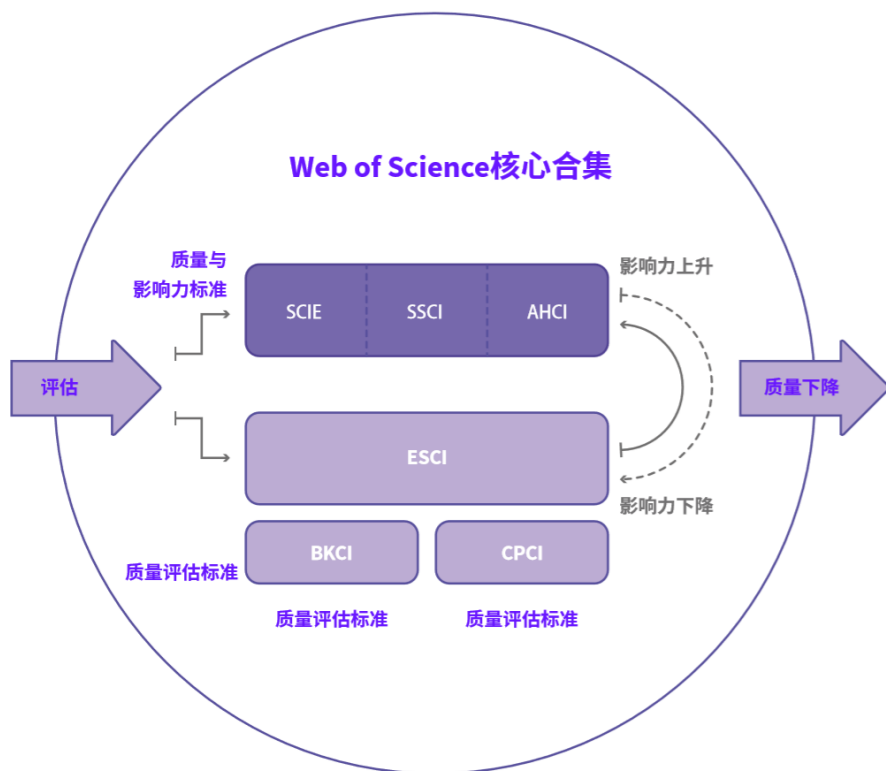 Web of Science核心合集
质量与
影响力标准
SCIE
SSCI
AHCI
影响力上升
评估
质量下降
ESCI
影响力下降
BKCI
CPCI
质量评估标准
质量评估标准
质量评估标准